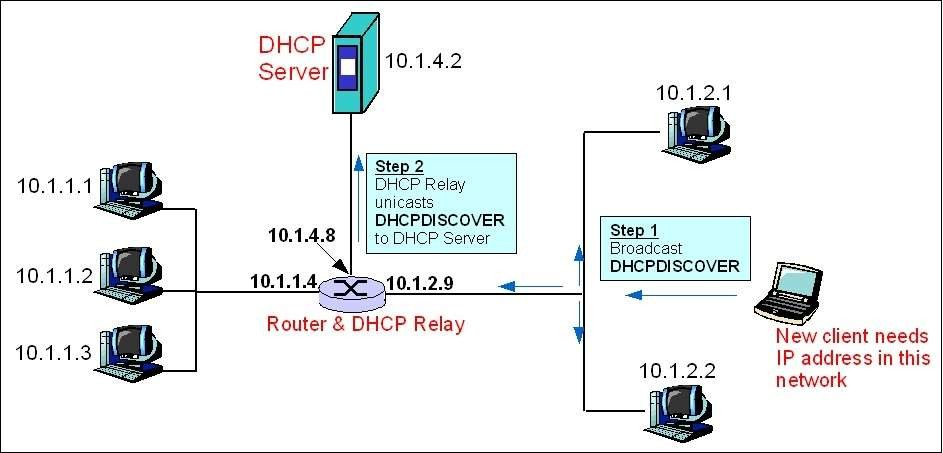 DHCP
Server
10.1.4.2
10.1.2.1
Step 2
DHCP Relay
unicasts
DHCPDISCOVER
to DHCP Server
10.1.1.1
10.1.4.8
Step 1
Broadcast
DHCPDISCOVER
10.1.1.2
10.1.1.4
10.1.2.9
Router & DHCP Relay
New client needs
IP address in this
network
10.1.1.3
10.1.2.2